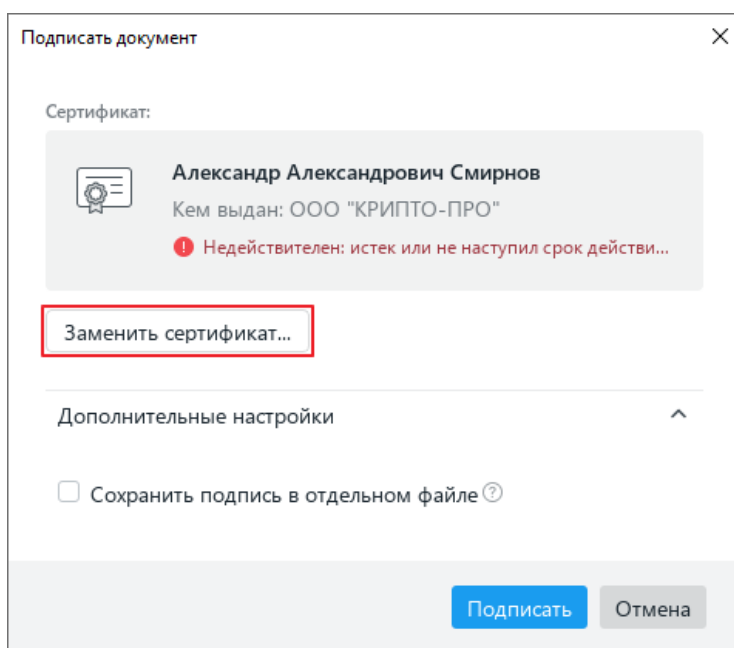 Подписать документ
Сертификат:
Александр Александрович Смирнов
Кем выдан: ООО "КРИПТО-ПРО"
Недействителен: истек или не наступил срок действи...
Заменить сертификат...
Дополнительные настройки
Сохранить подпись в отдельном файле
Подписать Отмена